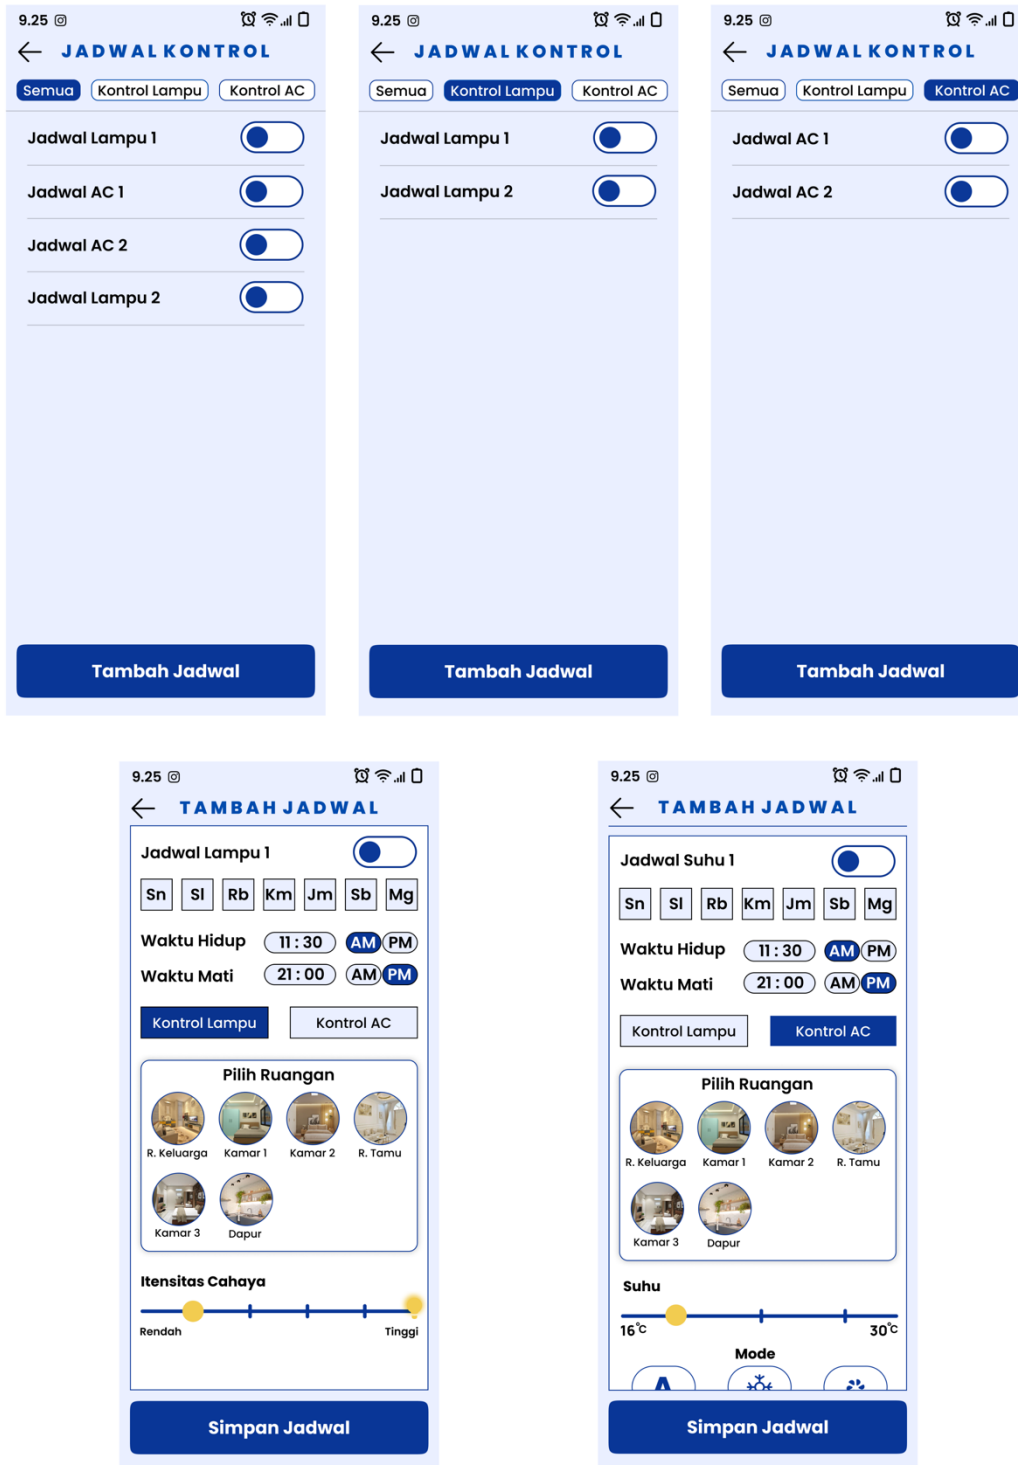 9.25
JADWAL KONTROL
Semua Kontrol Lampu Kontrol AC
Jadwal Lampu 1
Jadwal AC 1
Jadwal AC 2
Jadwal Lampu 2
Tambah Jadwal
9.25
JADWAL KONTROL
Semua Kontrol Lampu Kontrol AC
Jadwal Lampu 1
Jadwal Lampu 2
Tambah Jadwal
9.25
JADWAL KONTROL
Semua Kontrol Lampu Kontrol AC
Jadwal AC 1
Jadwal AC 2
Tambah Jadwal
9.25
TAMBAH JADWAL
Jadwal Lampu 1
Sn Sl Rb Km Jm Sb Mg
Waktu Hidup 11 : 30 AM PM
Waktu Mati 21 : 00 AM PM
Kontrol Lampu Kontrol AC
Pilih Ruangan
R. Keluarga Kamar 1 Kamar 2 R. Tamu
Kamar 3 Dapur
Itensitas Cahaya
Rendah Tinggi
Simpan Jadwal
9.25
TAMBAH JADWAL
Jadwal Suhu 1
Sn Sl Rb Km Jm Sb Mg
Waktu Hidup 11 : 30 AM PM
Waktu Mati 21 : 00 AM PM
Kontrol Lampu Kontrol AC
Pilih Ruangan
R. Keluarga Kamar 1 Kamar 2 R. Tamu
Kamar 3 Dapur
Suhu
16°C 30°C
Mode
A
Simpan Jadwal